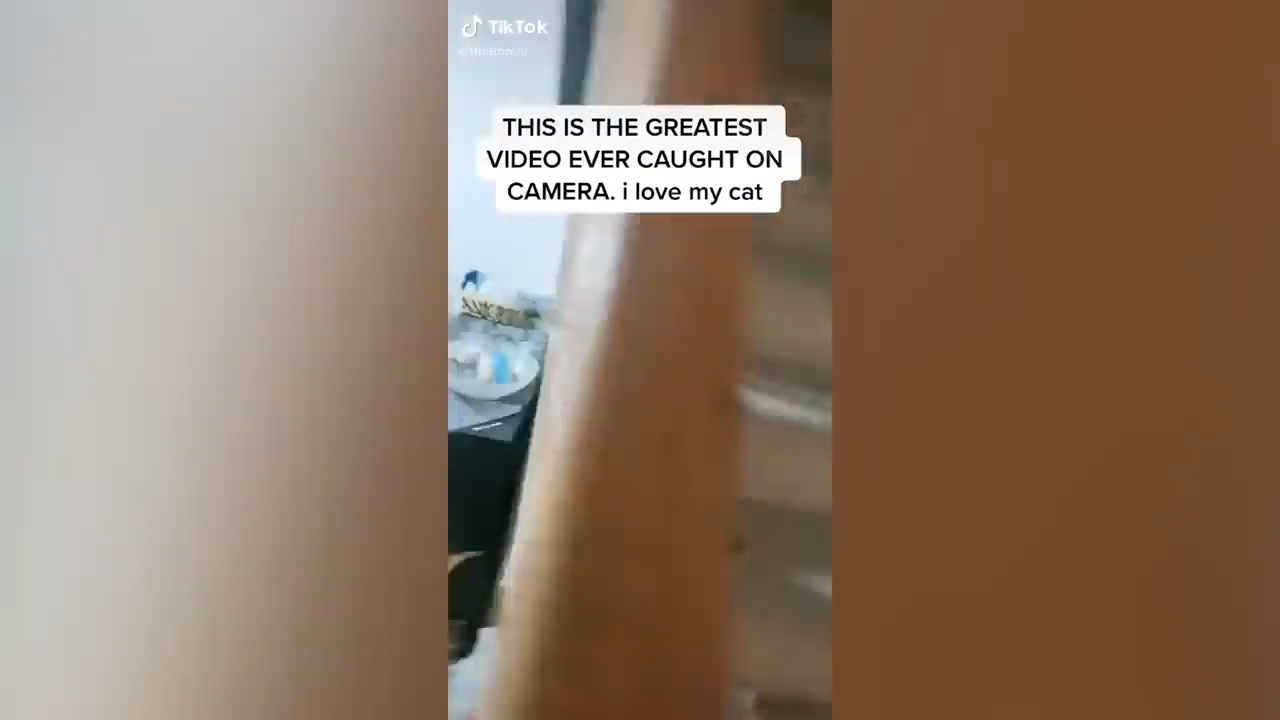 TikTok
THIS IS THE GREATEST
VIDEO EVER CAUGHT ON
CAMERA. i love my cat